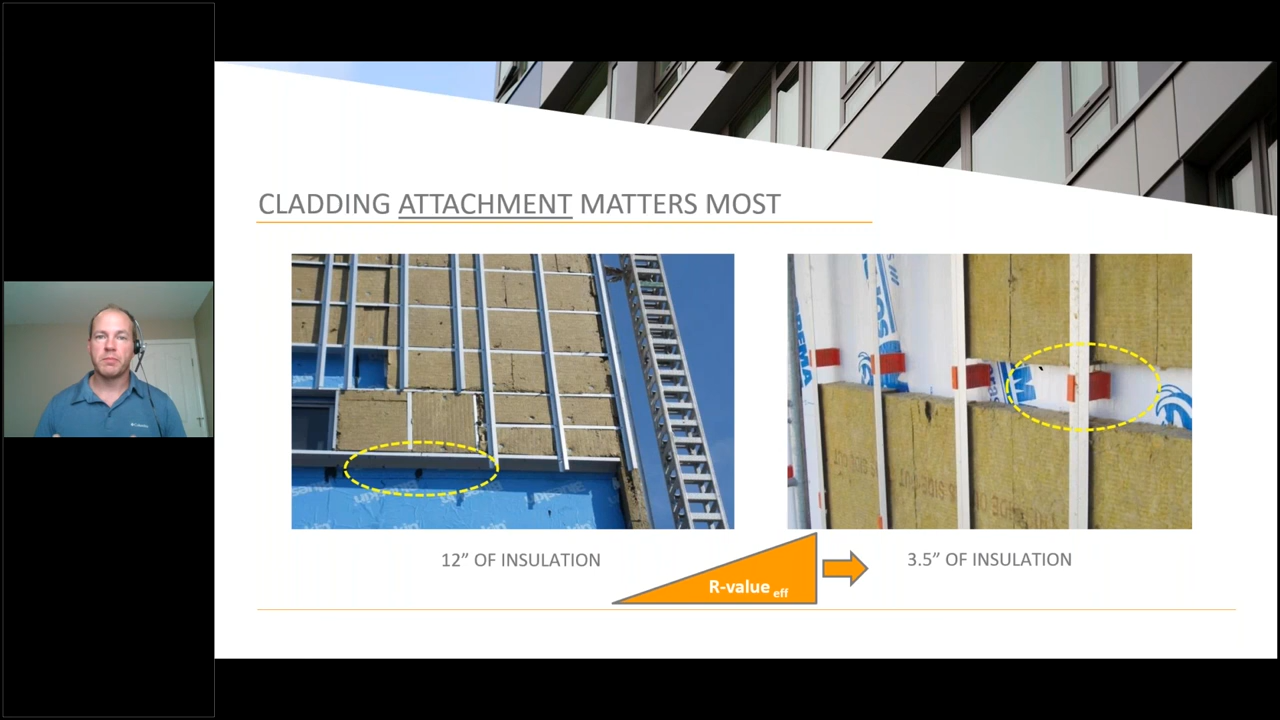 CLADDING ATTACHMENT MATTERS MOST
12” OF INSULATION
3.5” OF INSULATION
R-value eff